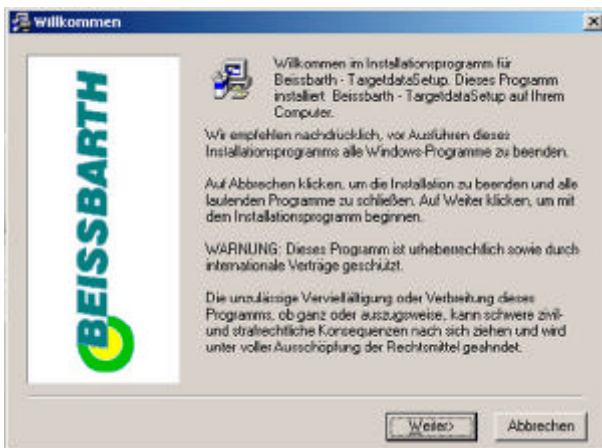 Willkommen
BEISSBARTH
Willkommen im Installationsprogramm für
Beissbarth - TargetdataSetup. Dieses Programm
installiert Beissbarth - TargetdataSetup auf Ihrem
Computer.
Wir empfehlen nachdrücklich, vor Ausführen dieses
Installationsprogramms alle Windows-Programme zu beenden.
Auf Abbrechen klicken, um die Installation zu beenden und alle
laufenden Programme zu schließen. Auf Weiter klicken, um mit
dem Installationsprogramm beginnen.
WARNUNG: Dieses Programm ist urheberrechtlich sowie durch
internationale Verträge geschützt.
Die unzulässige Vervielfältigung oder Verbreitung dieses
Programms, ob ganz oder auszugsweise, kann schwere zivil-
und strafrechtliche Konsequenzen nach sich ziehen und wird
unter voller Ausschöpfung der Rechtsmittel geahndet.
Weiter>
Abbrechen